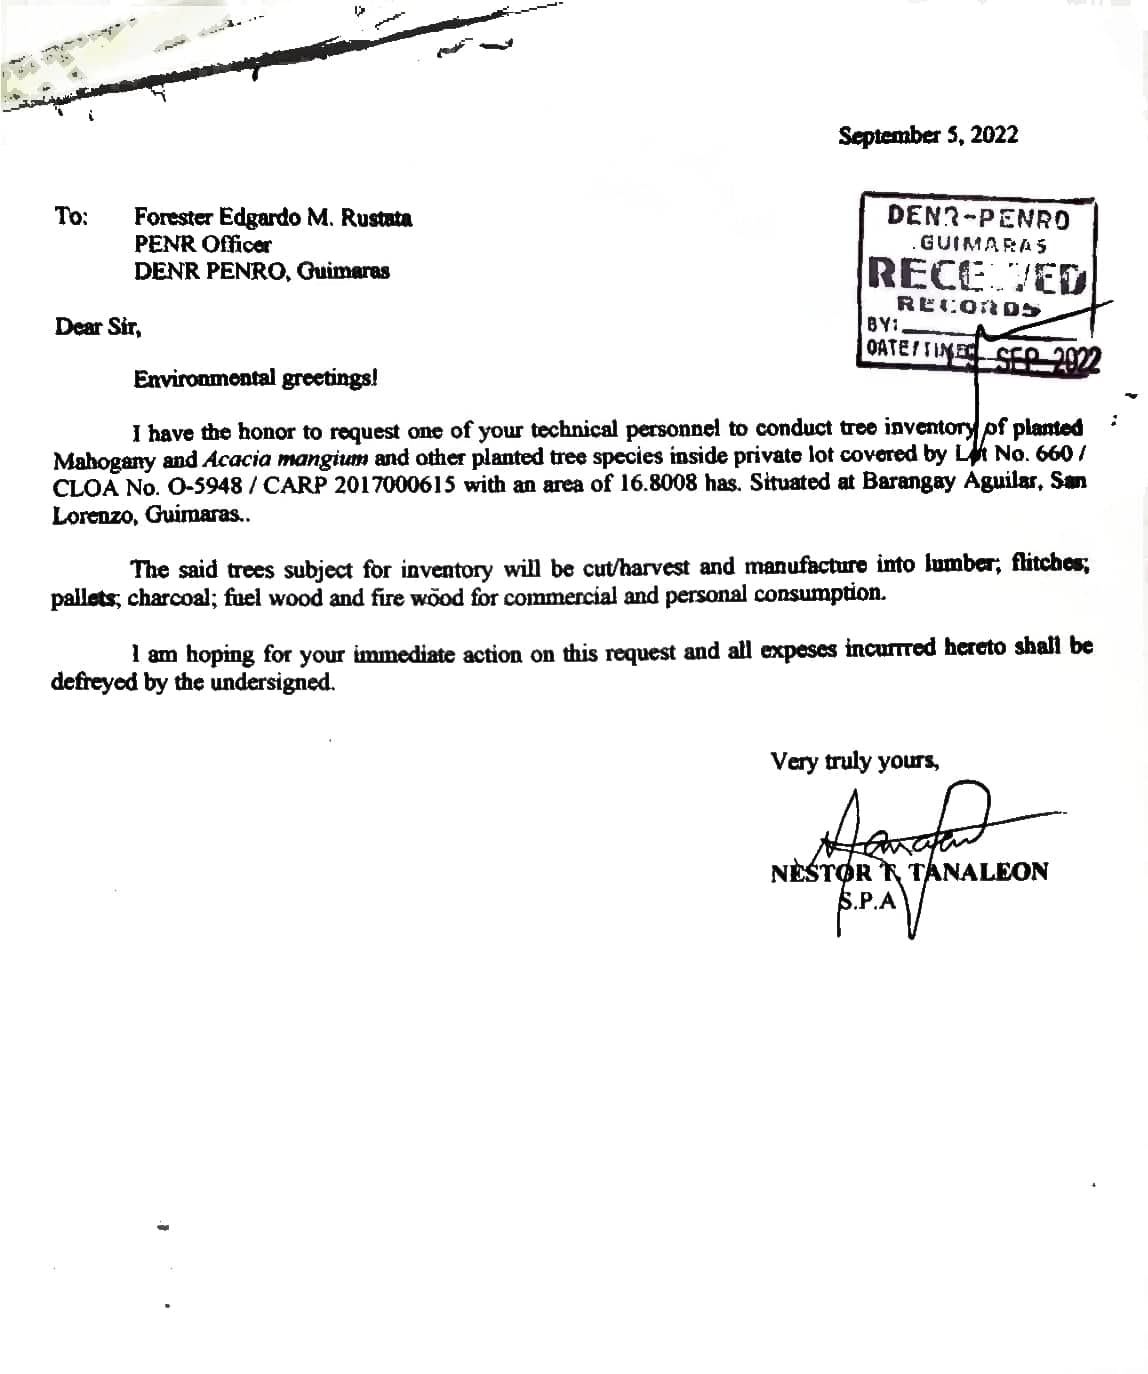 September 5, 2022
To: Forester Edgardo M. Rustata
PENR Officer
DENR PENRO, Guimaras
DENR-PENRO
GUIMARAS
RECEIVED
RECORDS
BY:
DATE/TIME: SEP 2022
Dear Sir,
Environmental greetings!
I have the honor to request one of your technical personnel to conduct tree inventory of planted
Mahogany and Acacia mangium and other planted tree species inside private lot covered by Lot No. 660 /
CLOA No. O-5948 / CARP 2017000615 with an area of 16.8008 has. Situated at Barangay Aguilar, San
Lorenzo, Guimaras..
The said trees subject for inventory will be cut/harvest and manufacture into lumber; flitches;
pallets; charcoal; fuel wood and fire wood for commercial and personal consumption.
I am hoping for your immediate action on this request and all expeses incurrred hereto shall be
defreyed by the undersigned.
Very truly yours,
NESTOR T. TANALEON
S.P.A